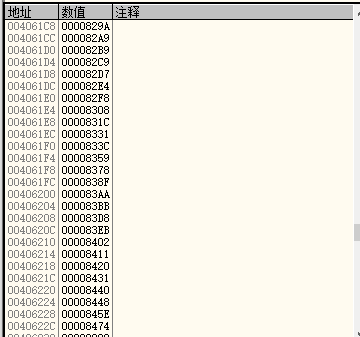 地址 数值 注释
004061C8 0000829A
004061CC 000082A9
004061D0 000082B9
004061D4 000082C9
004061D8 000082D7
004061DC 000082E4
004061E0 000082F8
004061E4 00008308
004061E8 0000831C
004061EC 00008331
004061F0 0000833C
004061F4 00008359
004061F8 00008378
004061FC 0000838F
00406200 000083AA
00406204 000083BB
00406208 000083D8
0040620C 000083EB
00406210 00008402
00406214 00008411
00406218 00008420
0040621C 00008431
00406220 00008440
00406224 00008448
00406228 0000845E
0040622C 00008474